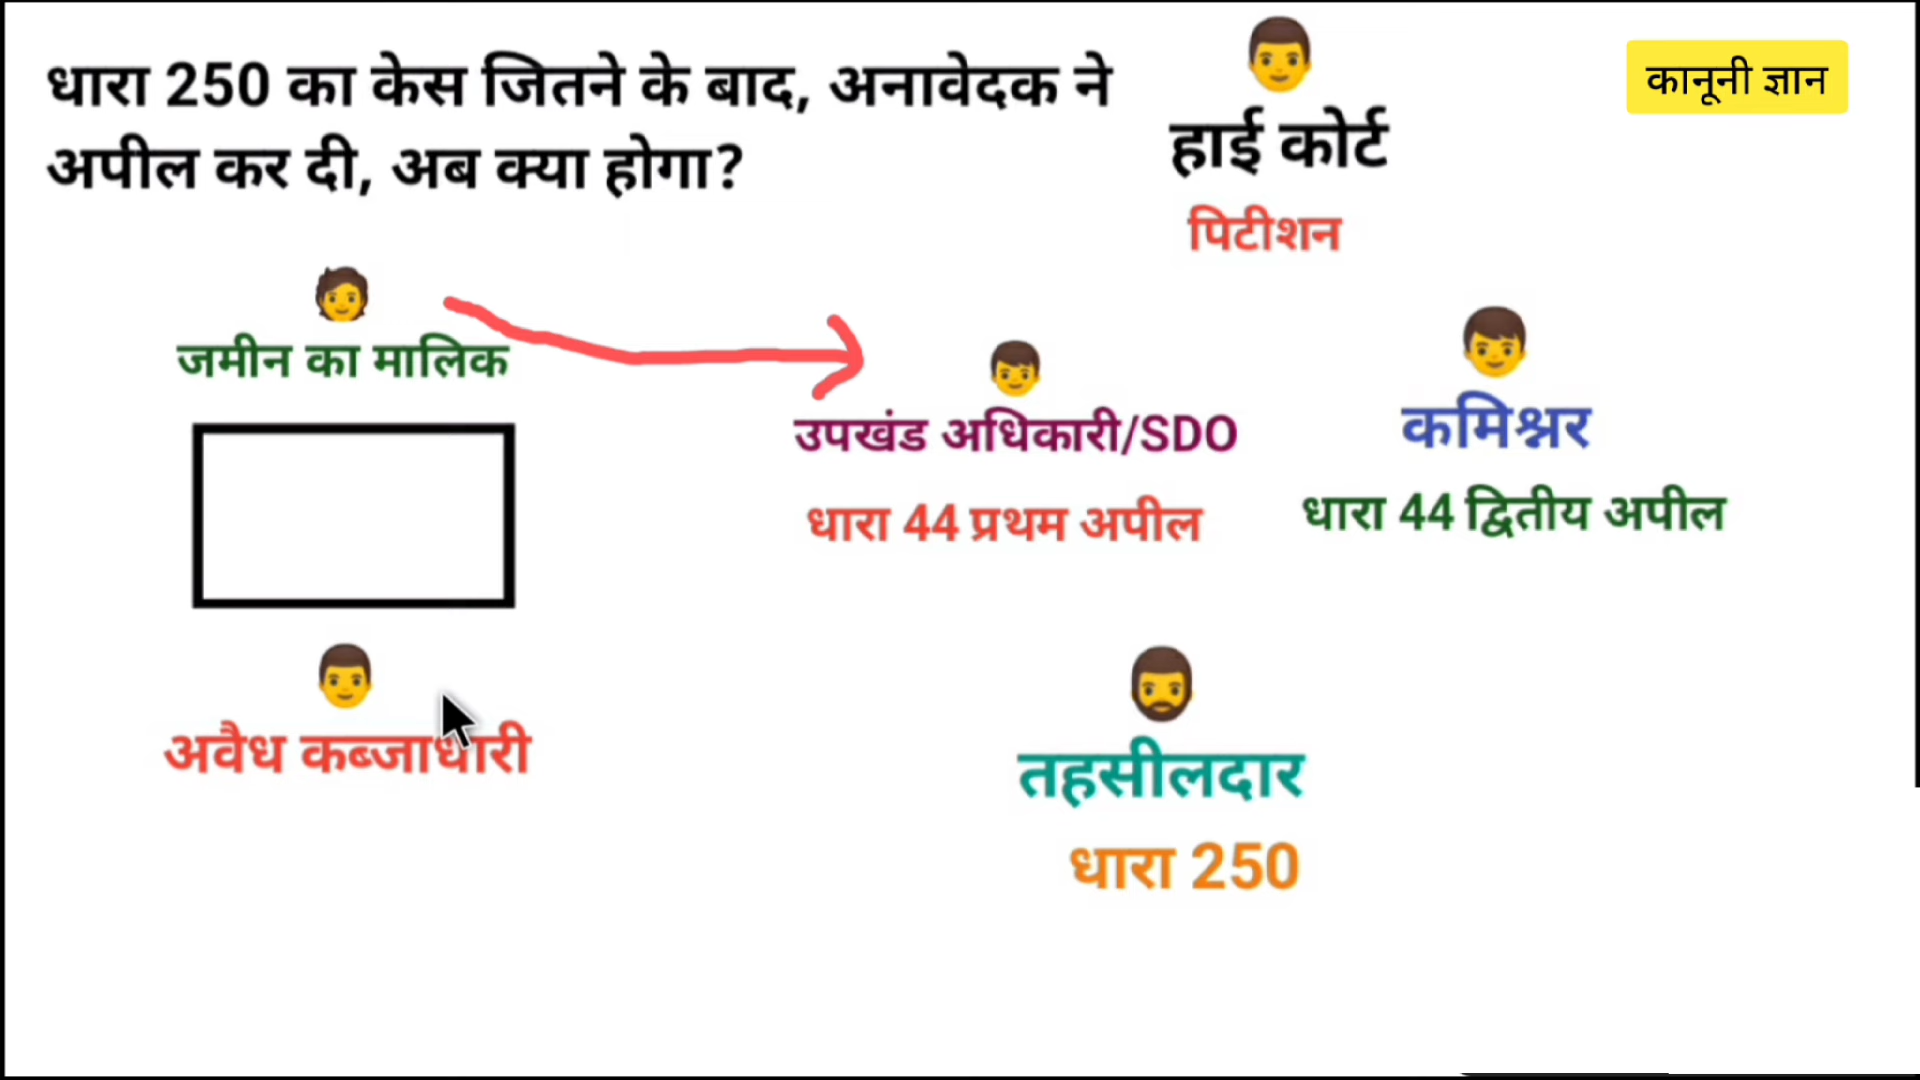 धारा 250 का केस जितने के बाद, अनावेदक ने
अपील कर दी, अब क्या होगा?
हाई कोर्ट
पिटीशन
कानूनी ज्ञान
जमीन का मालिक
उपखंड अधिकारी/SDO
धारा 44 प्रथम अपील
कमिश्नर
धारा 44 द्वितीय अपील
अवैध कब्जाधारी
तहसीलदार
धारा 250